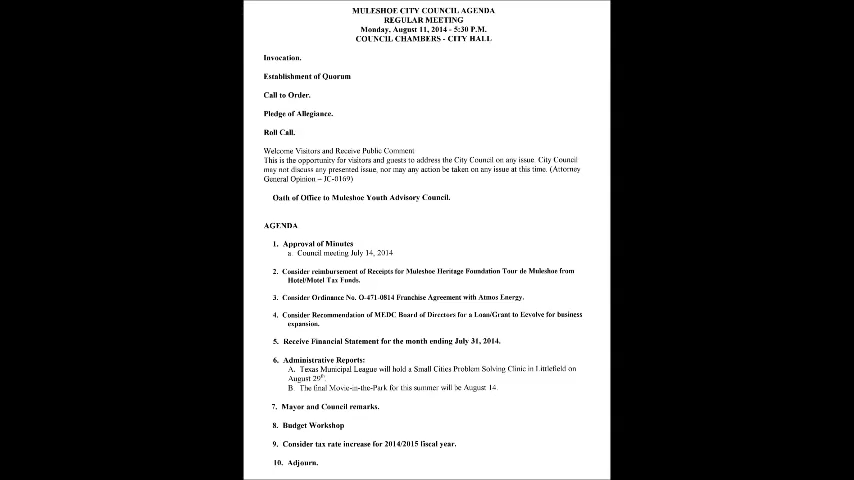 MULESHOE CITY COUNCIL AGENDA
REGULAR MEETING
Monday, August 11, 2014 - 5:30 P.M.
COUNCIL CHAMBERS - CITY HALL
Invocation.
Establishment of Quorum
Call to Order.
Pledge of Allegiance.
Roll Call.
Welcome Visitors and Receive Public Comment
This is the opportunity for visitors and guests to address the City Council on any issue. City Council
may not discuss any presented issue, nor may any action be taken on any issue at this time. (Attorney
General Opinion – JC-0169)
Oath of Office to Muleshoe Youth Advisory Council.
AGENDA
1. Approval of Minutes
a. Council meeting July 14, 2014
2. Consider reimbursement of Receipts for Muleshoe Heritage Foundation Tour de Muleshoe from
Hotel/Motel Tax Funds.
3. Consider Ordinance No. O-471-0814 Franchise Agreement with Atmos Energy.
4. Consider Recommendation of MEDC Board of Directors for a Loan/Grant to Ecvolve for business
expansion.
5. Receive Financial Statement for the month ending July 31, 2014.
6. Administrative Reports:
A. Texas Municipal League will hold a Small Cities Problem Solving Clinic in Littlefield on
August 29th.
B. The final Movie-in-the-Park for this summer will be August 14.
7. Mayor and Council remarks.
8. Budget Workshop
9. Consider tax rate increase for 2014/2015 fiscal year.
10. Adjourn.